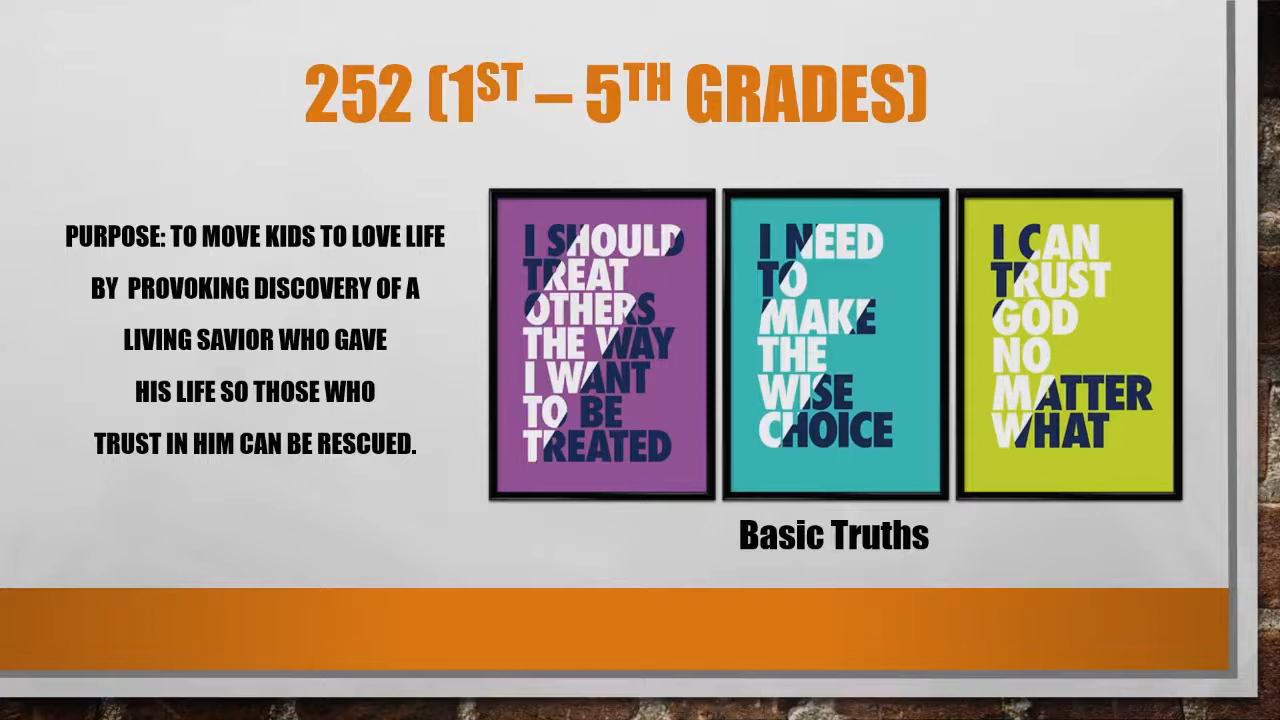 252 (1ST – 5TH GRADES)
PURPOSE: TO MOVE KIDS TO LOVE LIFE
BY PROVOKING DISCOVERY OF A
LIVING SAVIOR WHO GAVE
HIS LIFE SO THOSE WHO
TRUST IN HIM CAN BE RESCUED.
I SHOULD
TREAT
OTHERS
THE WAY
I WANT
TO BE
TREATED
I NEED
TO
MAKE
THE
WISE
CHOICE
I CAN
TRUST
GOD
NO
MATTER
WHAT
Basic Truths